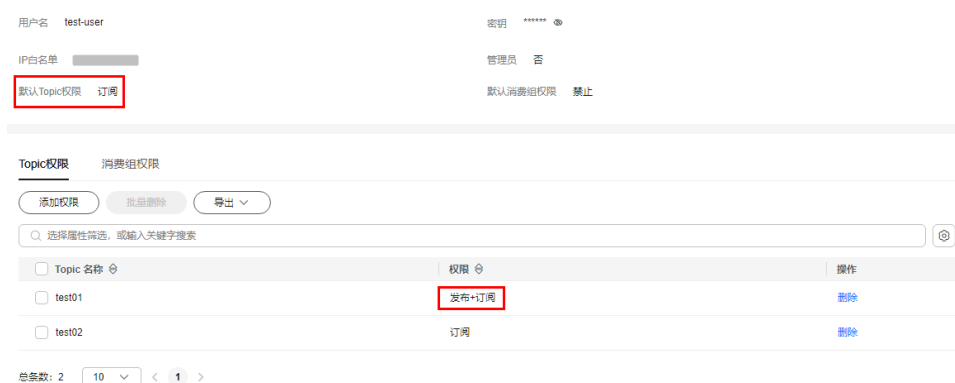 用户名 test-user 密钥 ******
IP白名单 管理员 否
默认Topic权限 订阅 默认消费组权限 禁止
Topic权限 消费组权限
添加权限 批量删除 导出
选择属性筛选，或输入关键字搜索
Topic 名称 权限 操作
test01 发布+订阅 删除
test02 订阅 删除
总条数：2 10 < 1 >